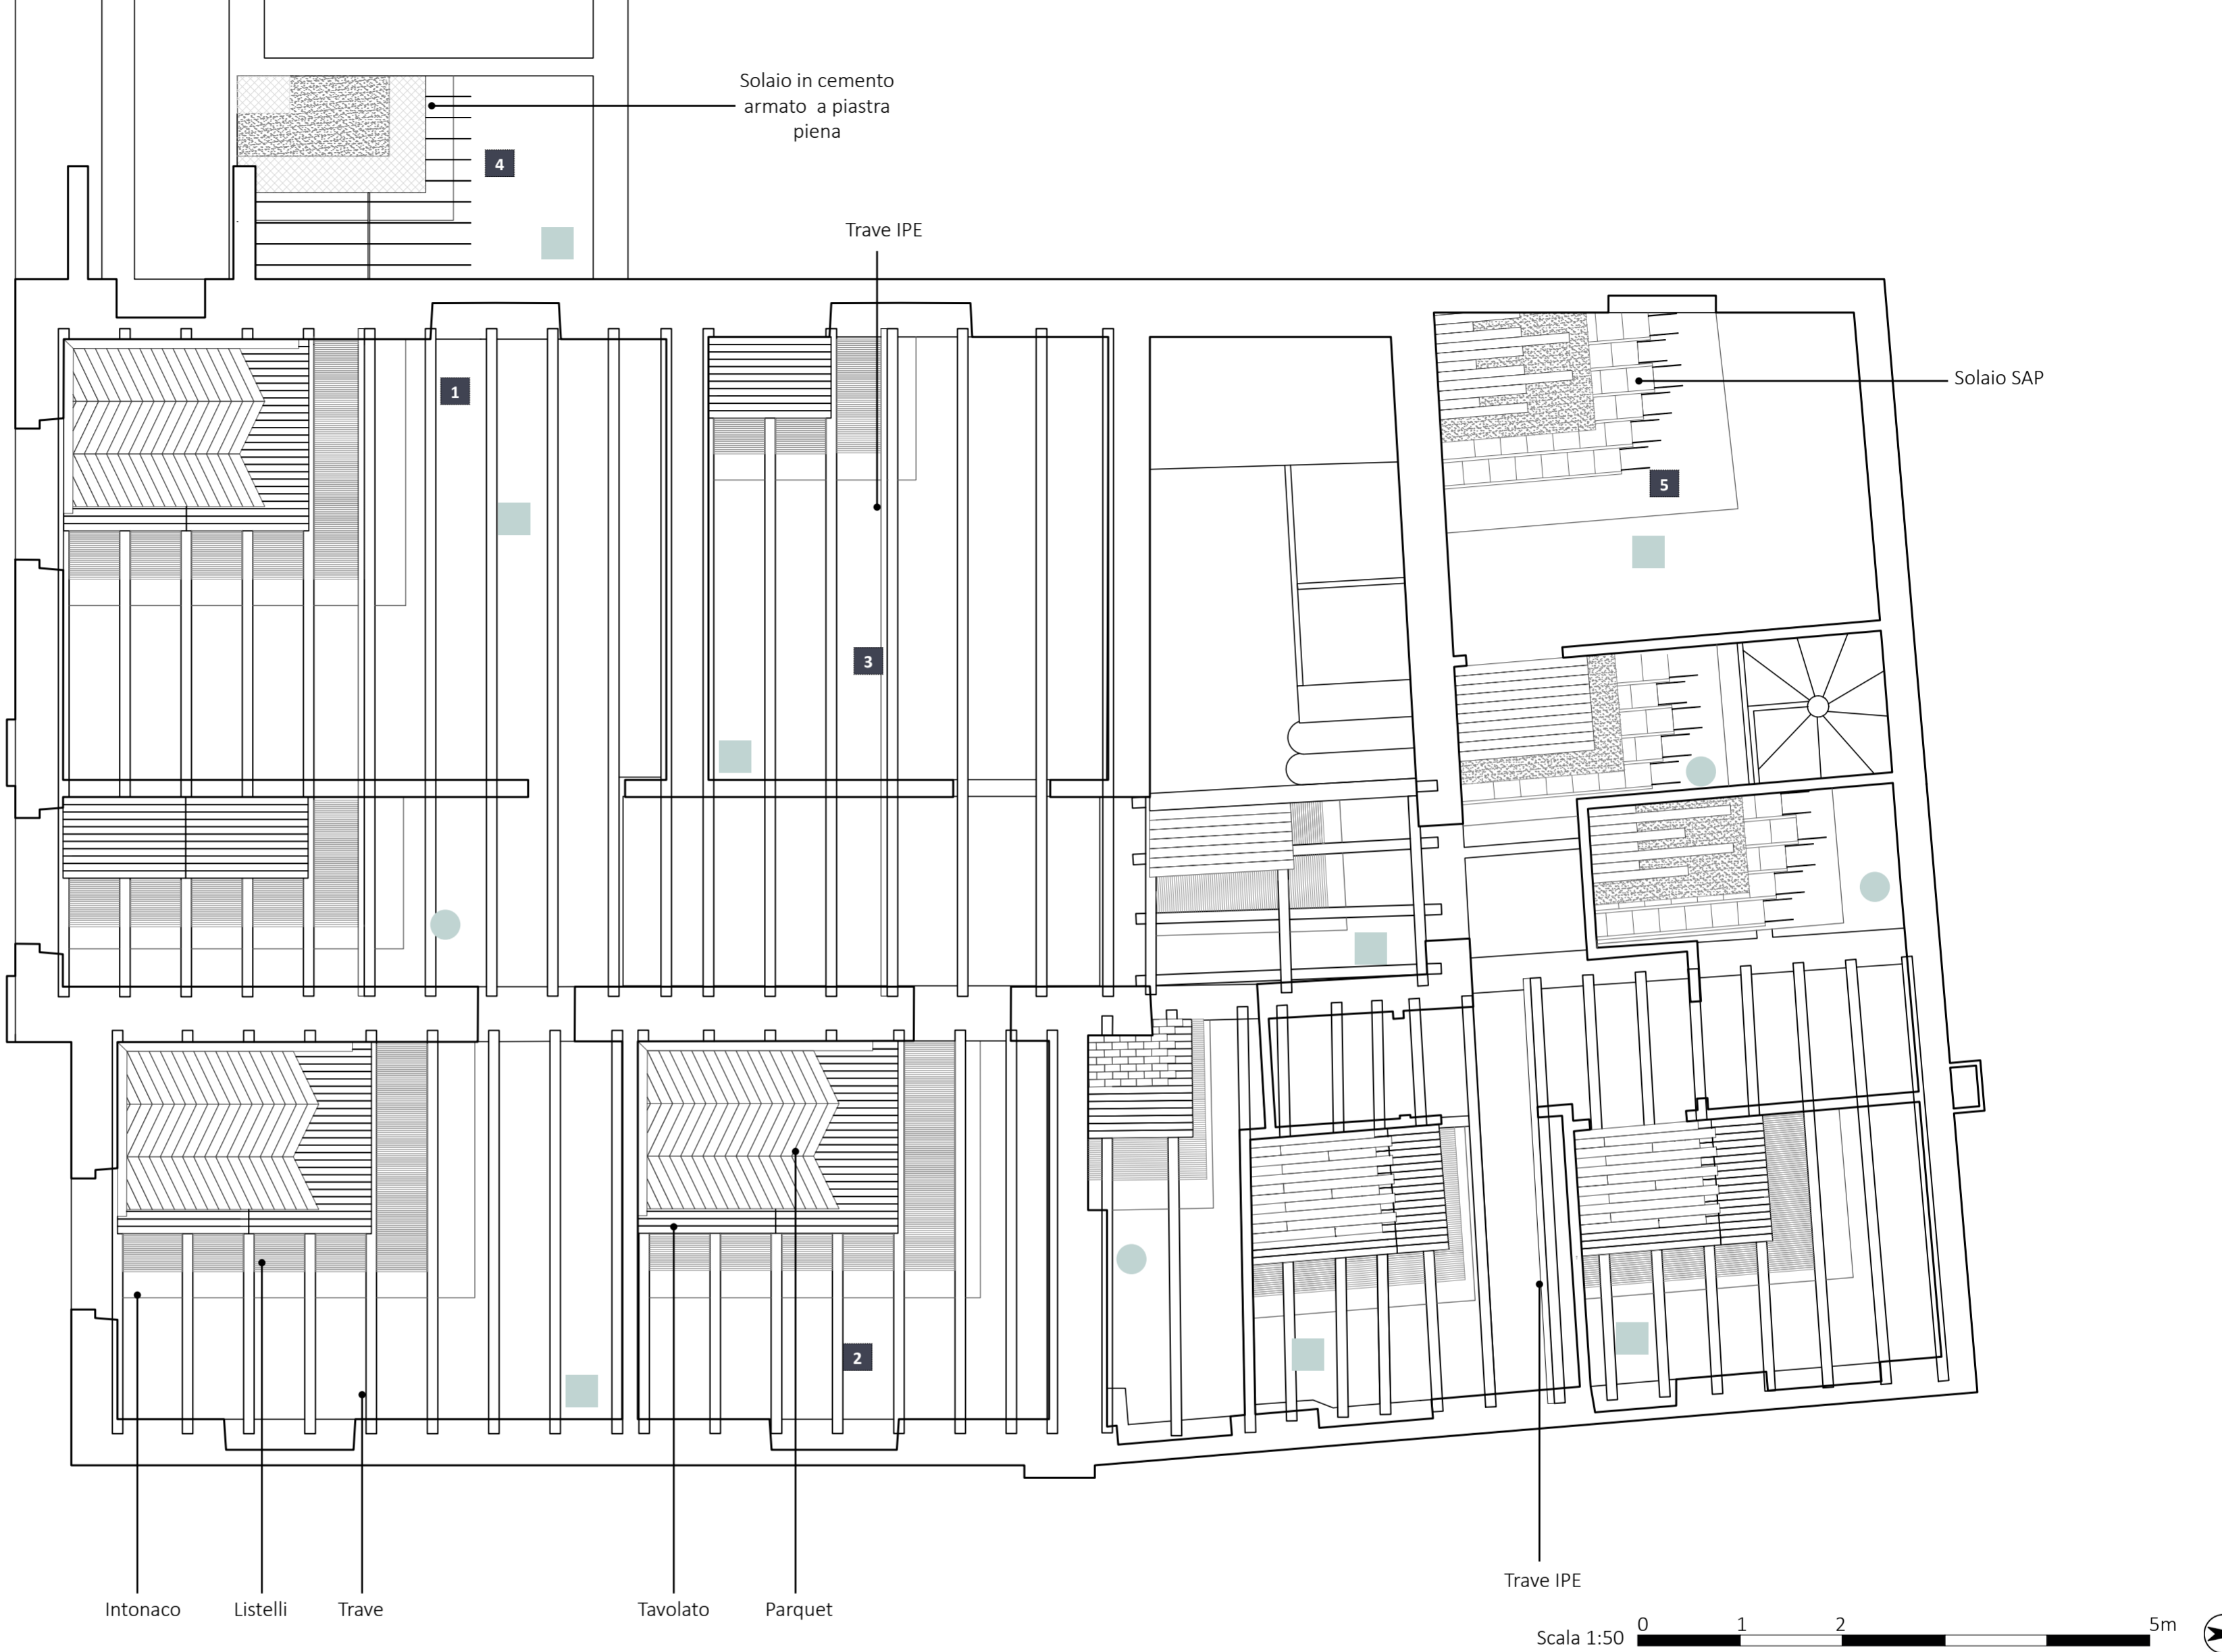 Solaio in cemento
armato a piastra
piena
4
Trave IPE
1
Solaio SAP
5
3
2
Trave IPE
Intonaco
Listelli
Trave
Tavolato
Parquet
Scala 1:50
0 1 2 5m